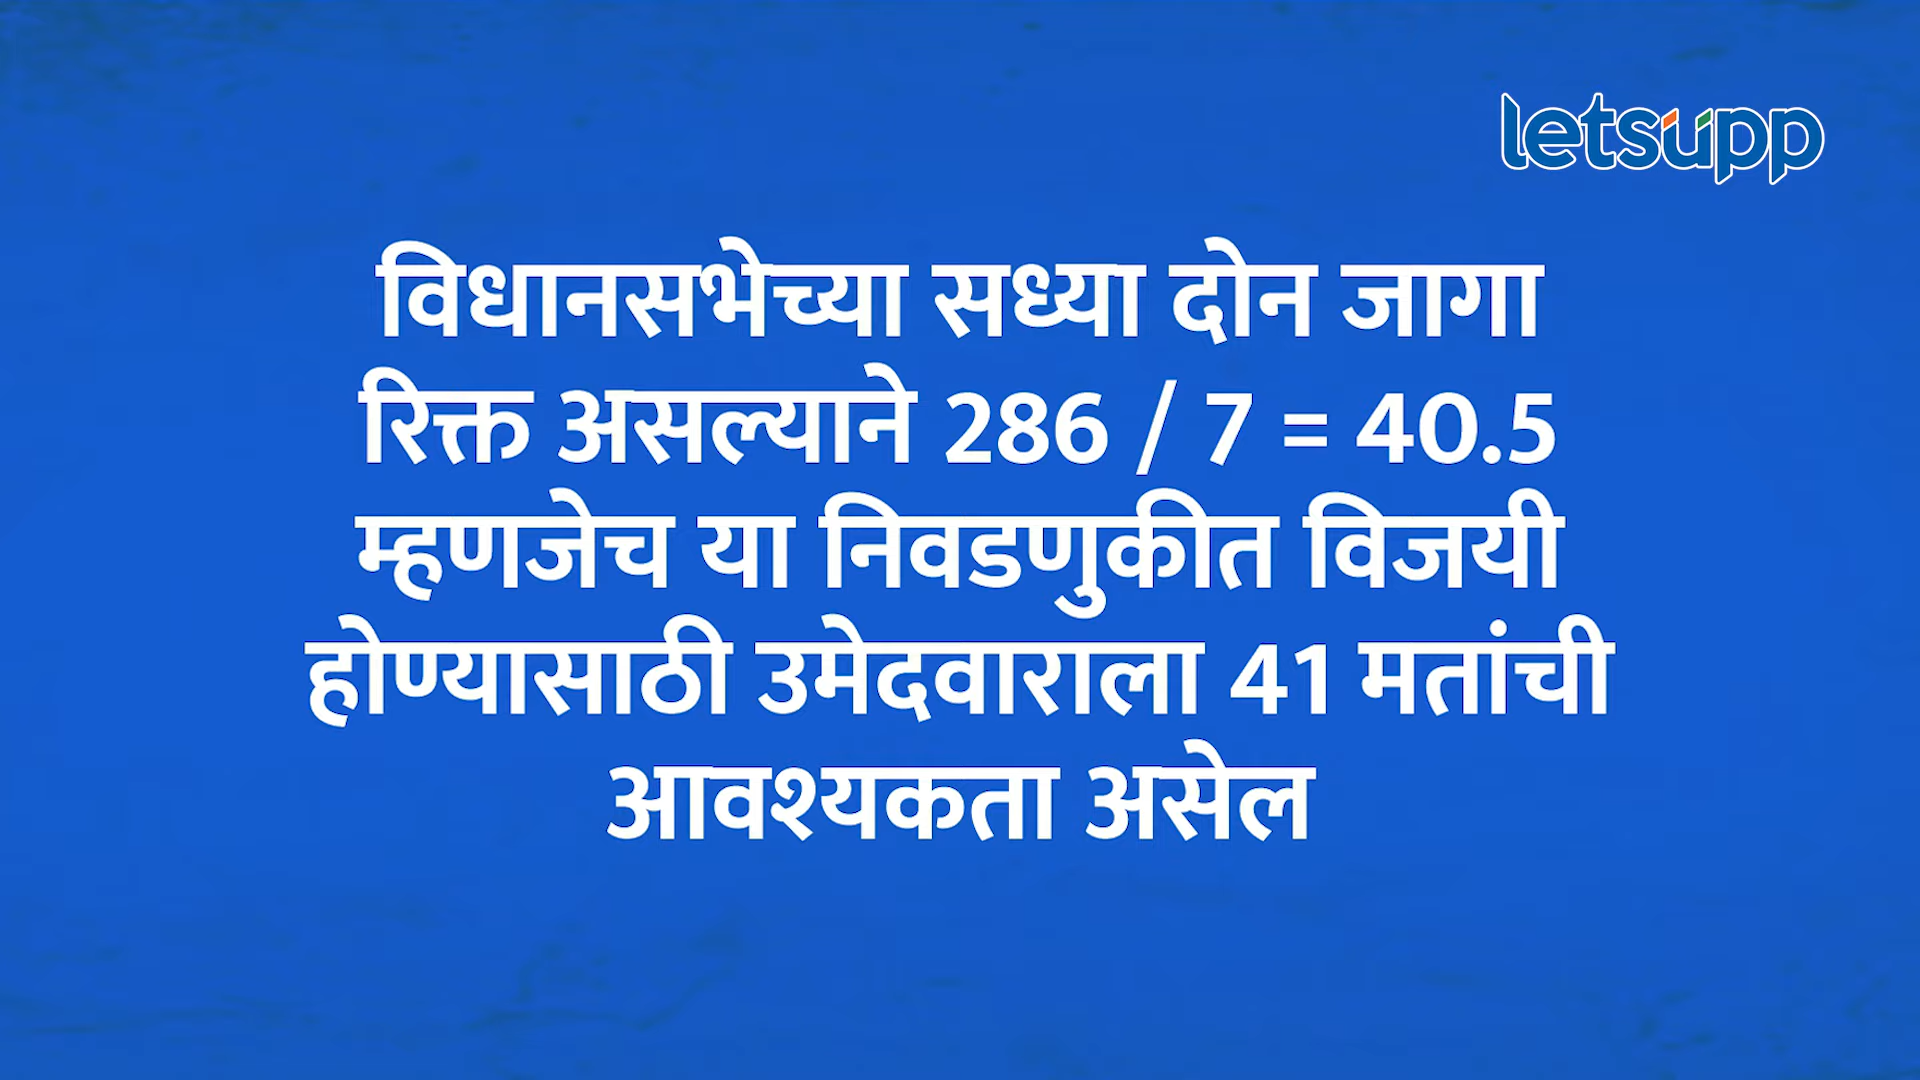 letsupp
विधानसभेच्या सध्या दोन जागा
रिक्त असल्याने 286 / 7 = 40.5
म्हणजेच या निवडणुकीत विजयी
होण्यासाठी उमेदवाराला 41 मतांची
आवश्यकता असेल